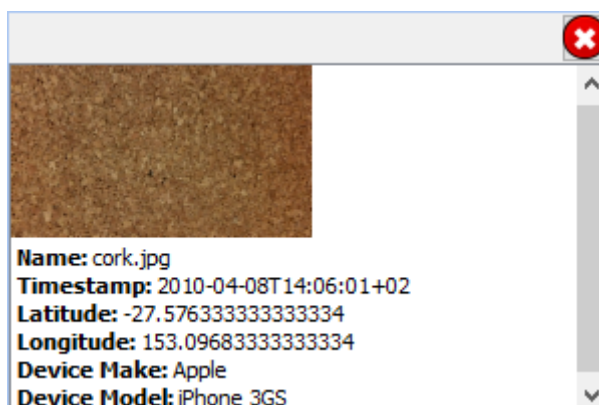 Name: cork.jpg
Timestamp: 2010-04-08T14:06:01+02
Latitude: -27.576333333333334
Longitude: 153.09683333333334
Device Make: Apple
Device Model: iPhone 3GS